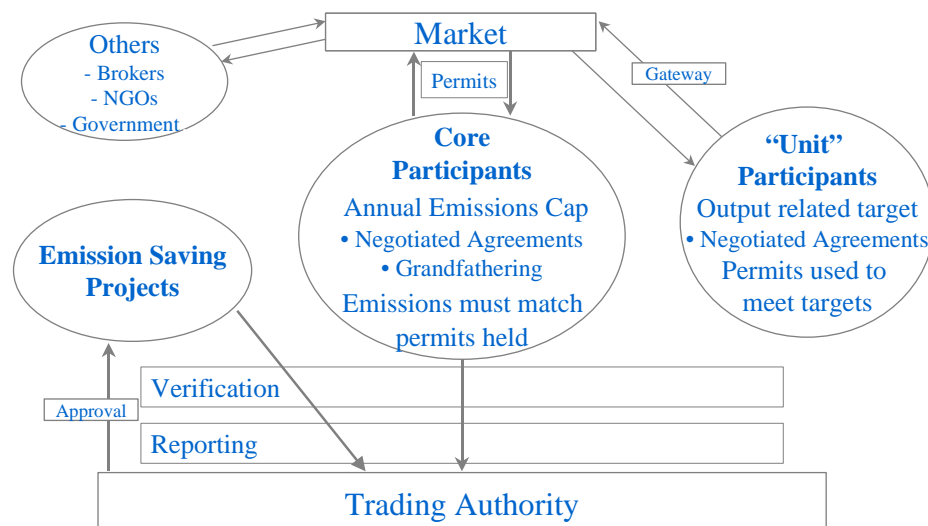 Market
Others
- Brokers
- NGOs
- Government
Permits
Gateway
Core
Participants
Annual Emissions Cap
• Negotiated Agreements
• Grandfathering
Emissions must match
permits held
“Unit”
Participants
Output related target
• Negotiated Agreements
Permits used to
meet targets
Emission Saving
Projects
Verification
Approval
Reporting
Trading Authority